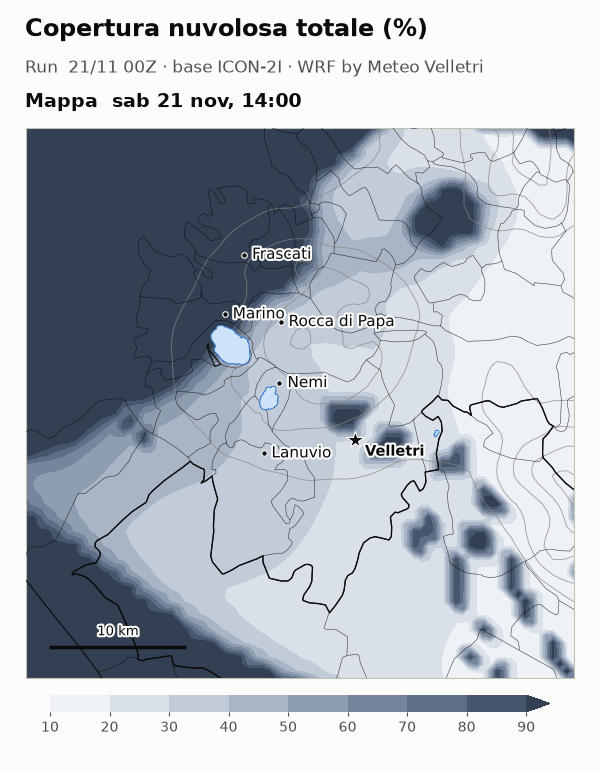 Copertura nuvolosa totale (%)
Run  21/11 00Z · base ICON-2I · WRF by Meteo Velletri
Mappa  sab 21 nov, 14:00
Frascati
Marino
Rocca di Papa
Nemi
Velletri
Lanuvio
10 km
10 20 30 40 50 60 70 80 90